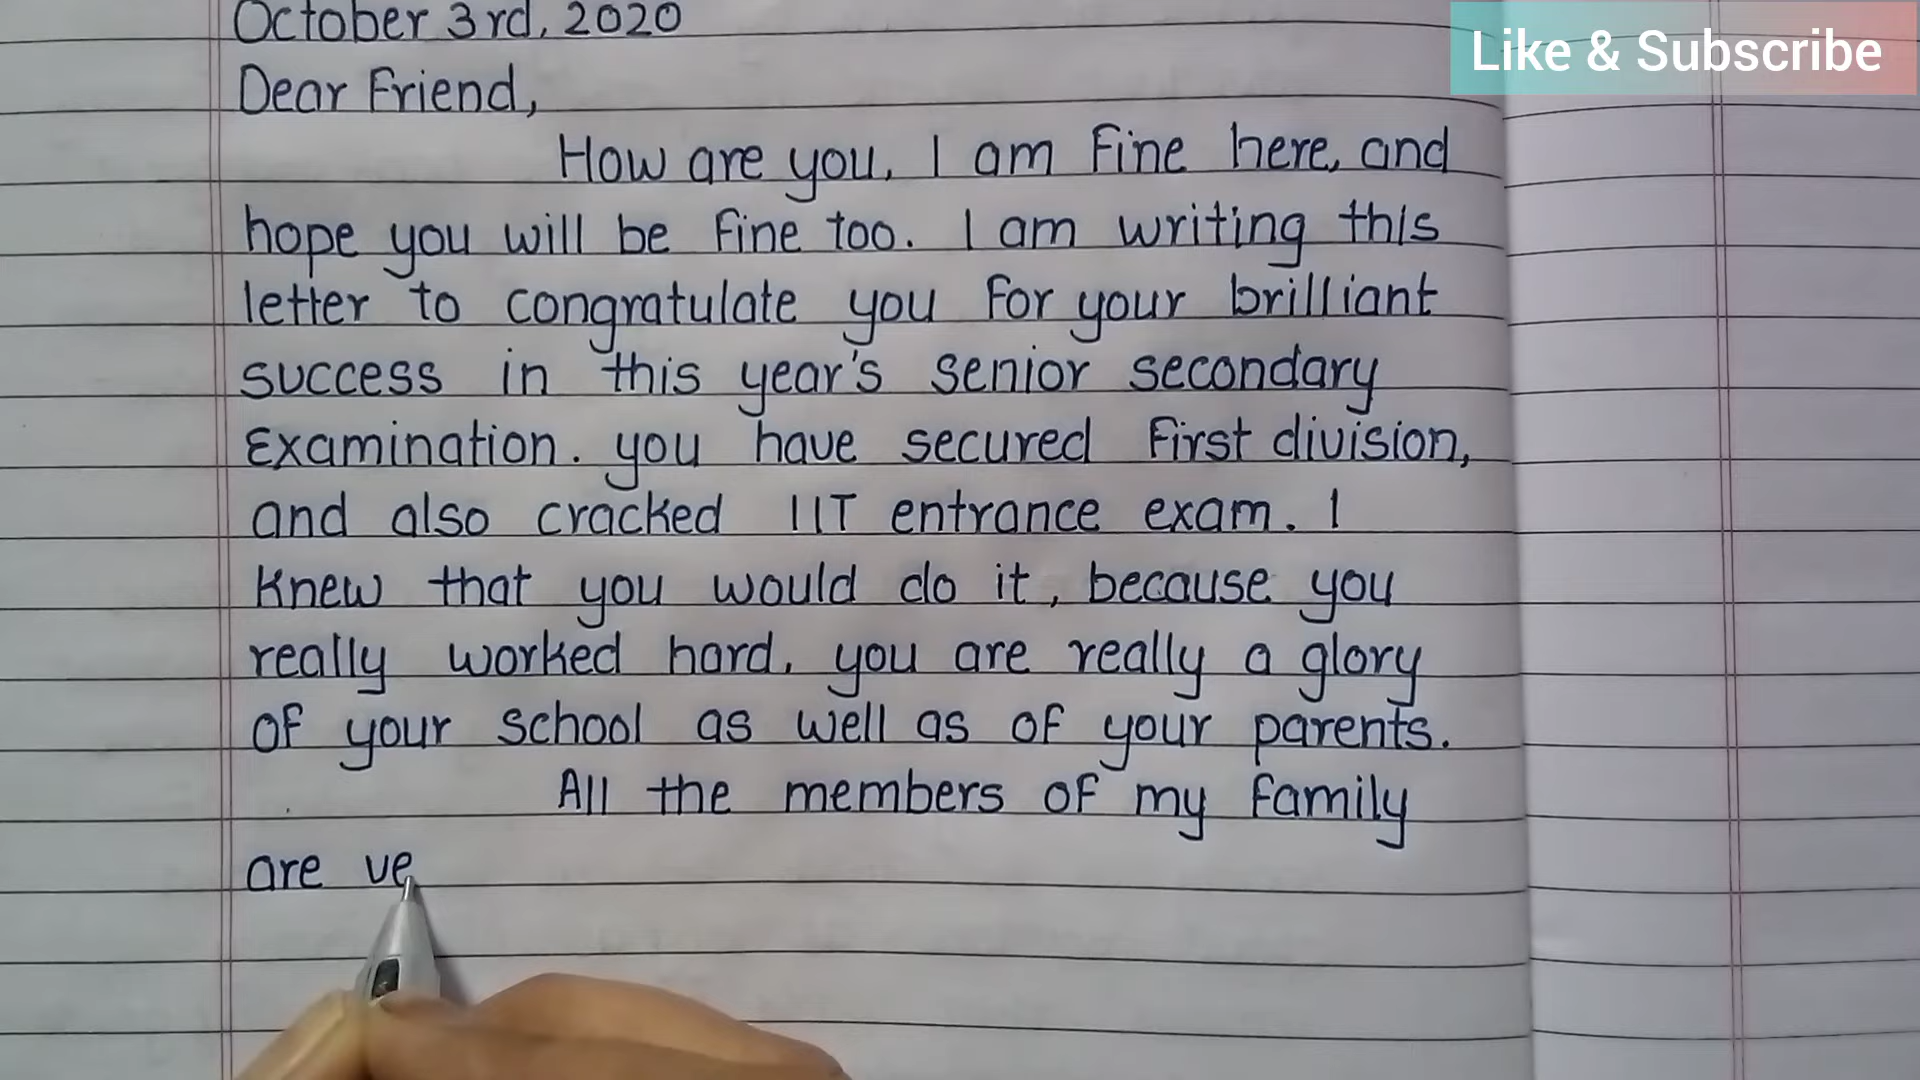 October 3rd, 2020
Like & Subscribe
Dear Friend,
How are you, I am fine here, and
hope you will be fine too. I am writing this
letter to congratulate you for your brilliant
success in this year's senior secondary
Examination. you have secured first division,
and also cracked IIT entrance exam. I
knew that you would do it, because you
really worked hard, you are really a glory
of your school as well as of your parents.
All the members of my family
are ve